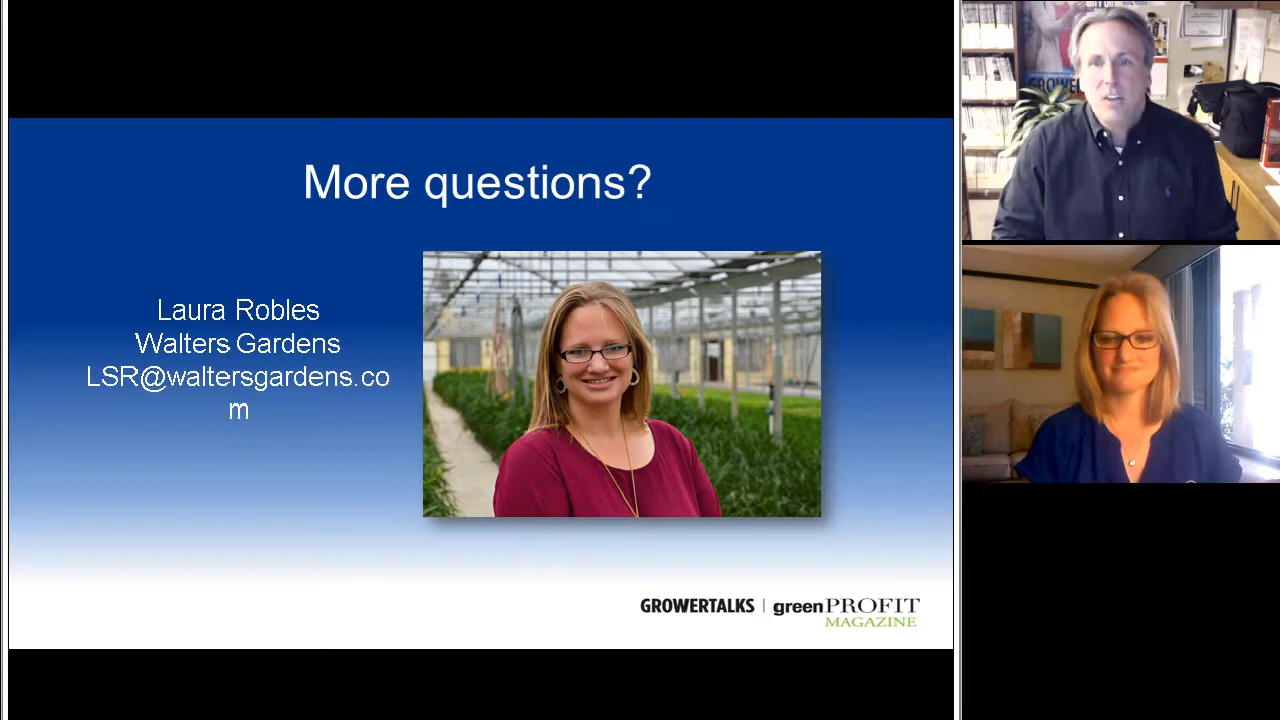 More questions?
Laura Robles
Walters Gardens
LSR@waltersgardens.co
m
GROWERTALKS | greenPROFIT
MAGAZINE